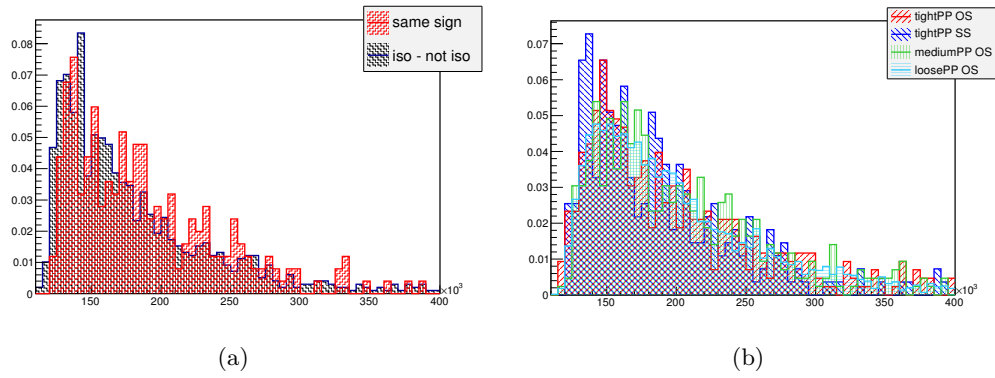 same sign
iso - not iso
0.08
0.07
0.06
0.05
0.04
0.03
0.02
0.01
0
150 200 250 300 350 400
×10³
(a)
tightPP OS
tightPP SS
mediumPP OS
loosePP OS
0.07
0.06
0.05
0.04
0.03
0.02
0.01
0
150 200 250 300 350 400
×10³
(b)